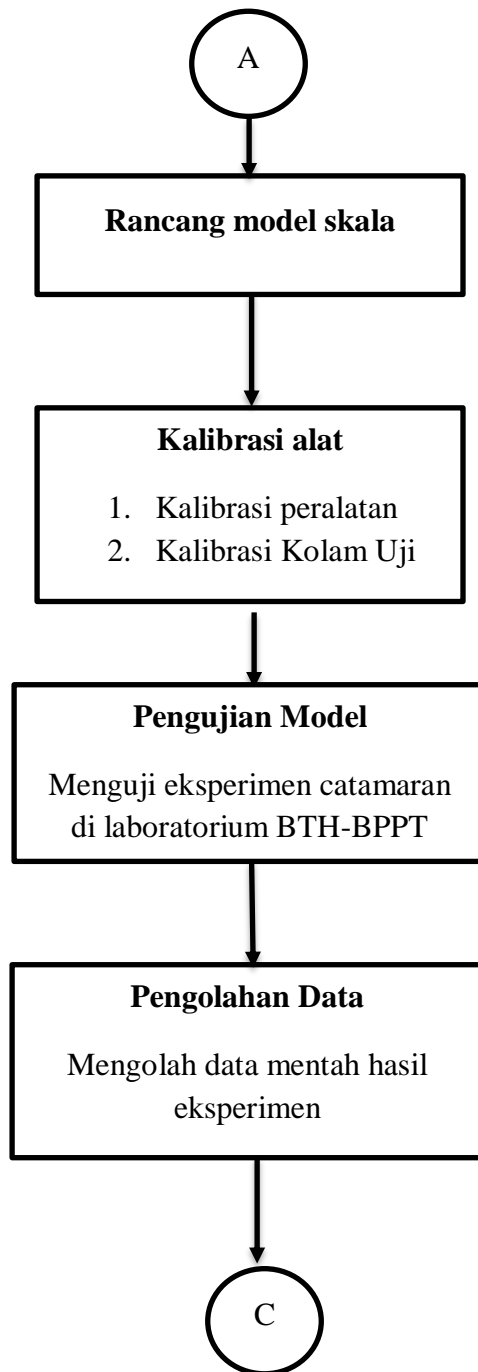 A
Rancang model skala
Kalibrasi alat
1. Kalibrasi peralatan
2. Kalibrasi Kolam Uji
Pengujian Model
Menguji eksperimen catamaran
di laboratorium BTH-BPPT
Pengolahan Data
Mengolah data mentah hasil
eksperimen
C